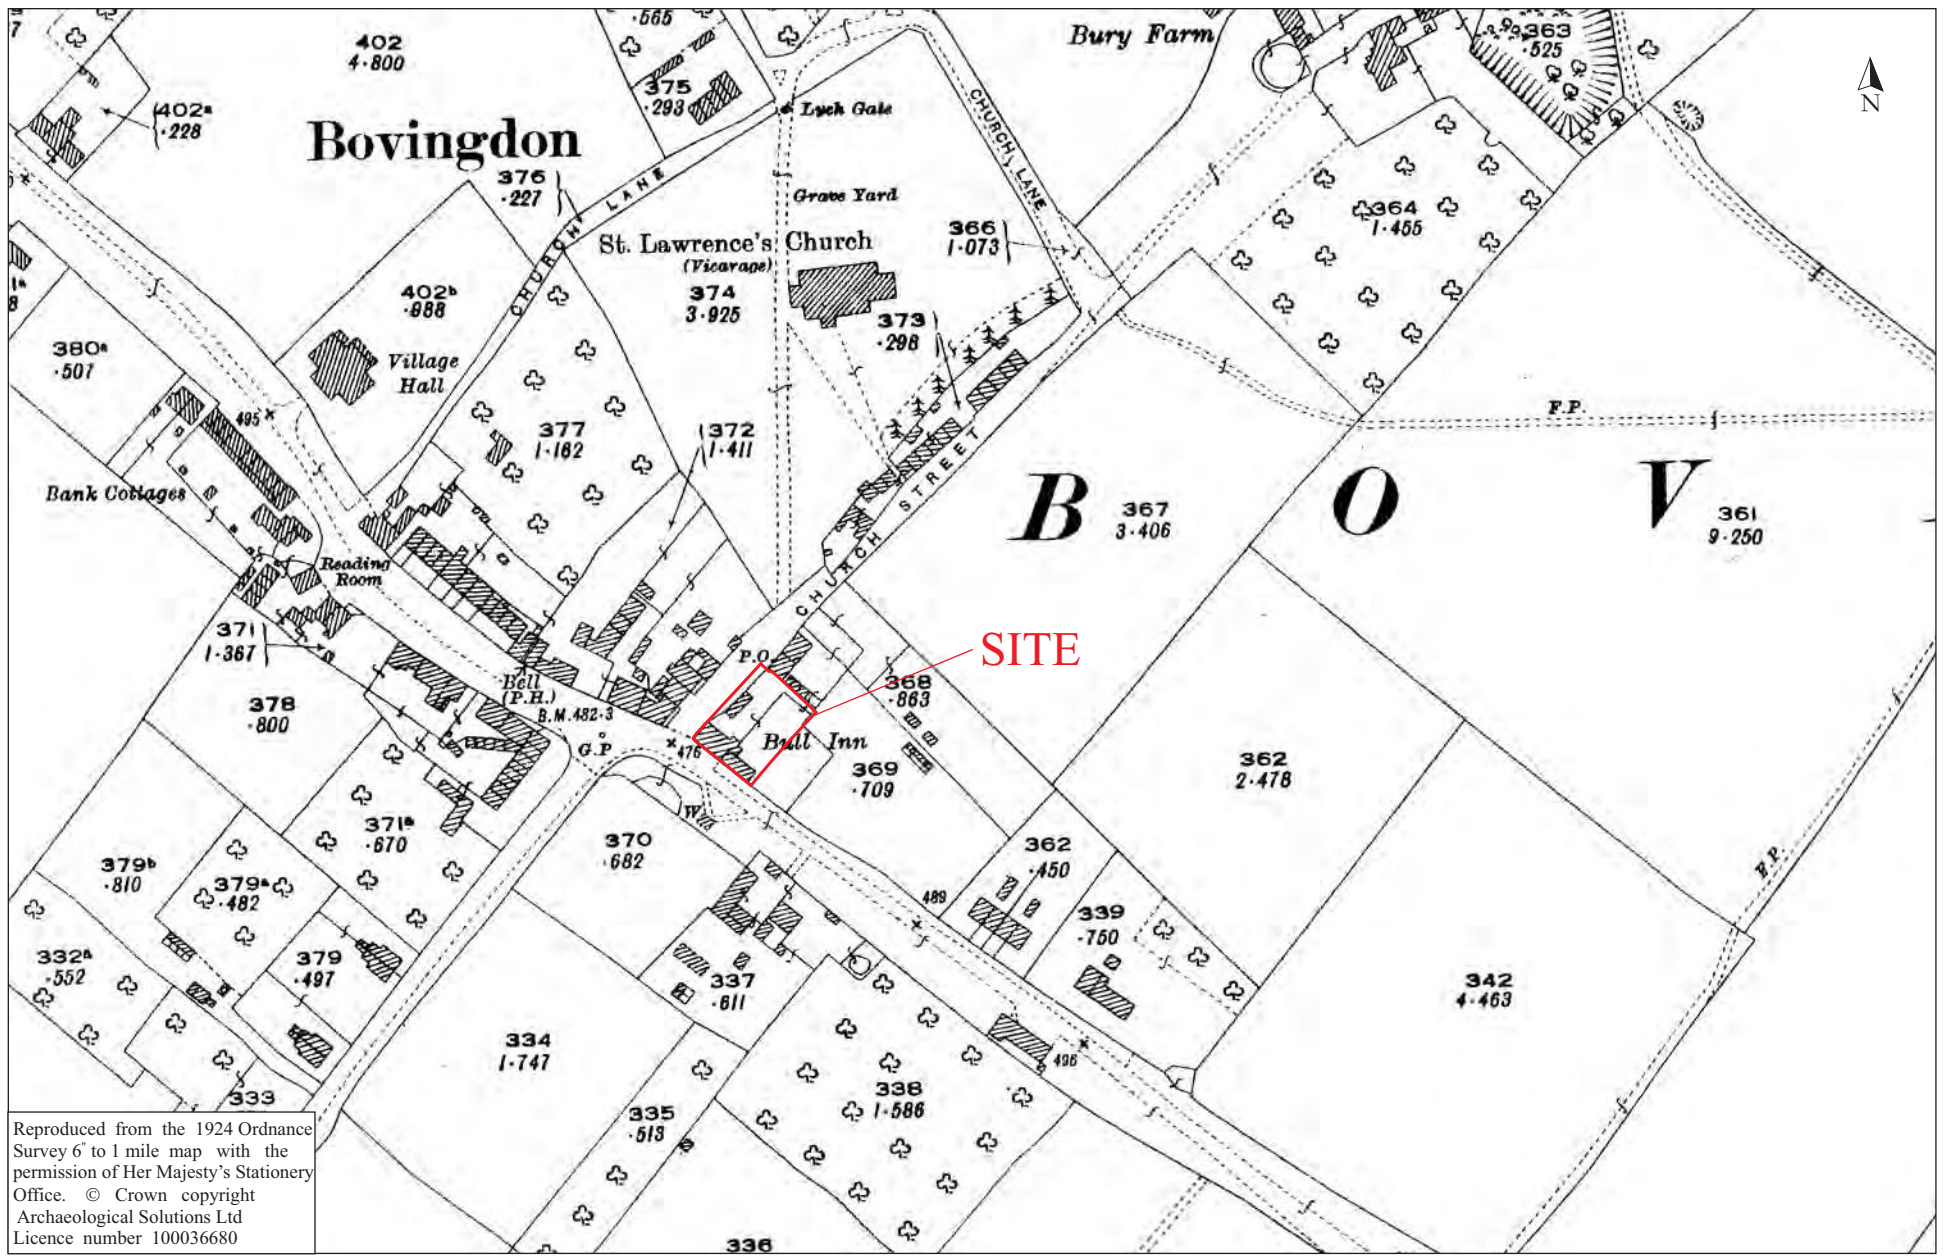 .565
402
4.800
Bury Farm
363
.525
N
402a
.228
375
.293
Lych Gate
CHURCH LANE
Bovingdon
376
.227
CHURCH LANE
Grave Yard
364
1.455
St. Lawrence's Church
(Vicarage)
366
1.073
374
3.925
402b
.988
373
.298
380a
.507
Village
Hall
495
F.P.
377
1.162
372
1.411
CHURCH STREET
Bank Cottages
B O V
367
3.406
361
9.250
Reading
Room
371
1.367
P.O.
SITE
378
.800
Bell
(P.H.)
B.M.482.3
368
.863
G.P
476
Bull Inn
369
.709
362
2.478
W
371a
.670
370
.682
362
.450
F.P.
379b
.810
379a
.482
489
339
.750
332a
.552
379
.497
337
.611
342
4.463
334
1.747
496
338
1.586
333
335
.513
336
Reproduced from the 1924 Ordnance
Survey 6" to 1 mile map with the
permission of Her Majesty's Stationery
Office. © Crown copyright
Archaeological Solutions Ltd
Licence number 100036680